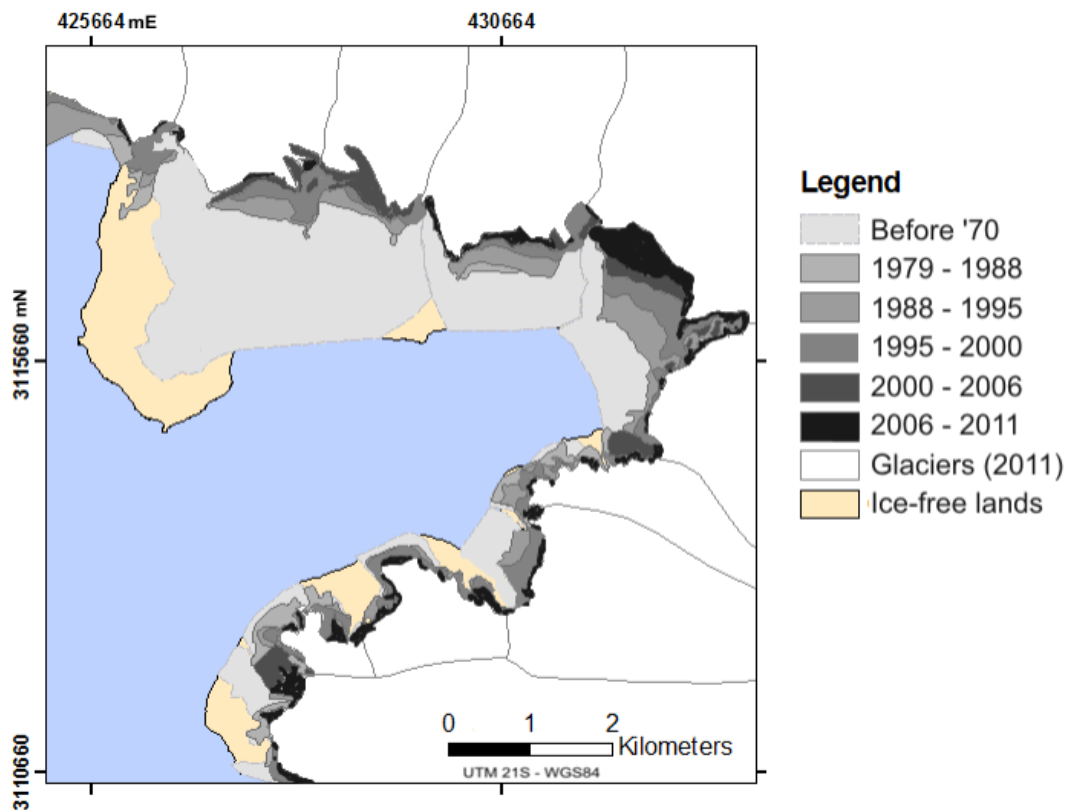 425664 mE
430664
3115660 mN
3110660
Legend
Before '70
1979 - 1988
1988 - 1995
1995 - 2000
2000 - 2006
2006 - 2011
Glaciers (2011)
Ice-free lands
0 1 2
Kilometers
UTM 21S - WGS84